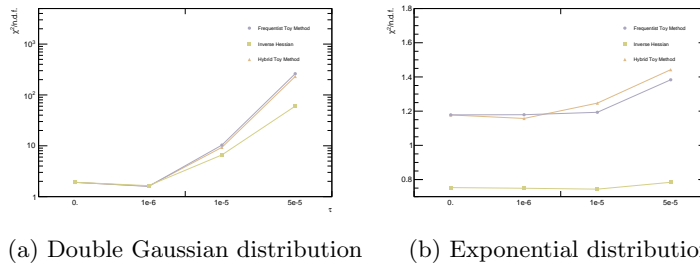 χ²/n.d.f.
10³
10²
10
1
Frequentist Toy Method
Inverse Hessian
Hybrid Toy Method
0.
1e-6
1e-5
5e-5
τ
χ²/n.d.f.
1.8
1.6
1.4
1.2
1
0.8
Frequentist Toy Method
Inverse Hessian
Hybrid Toy Method
0.
1e-6
1e-5
5e-5
(a) Double Gaussian distribution
(b) Exponential distributio